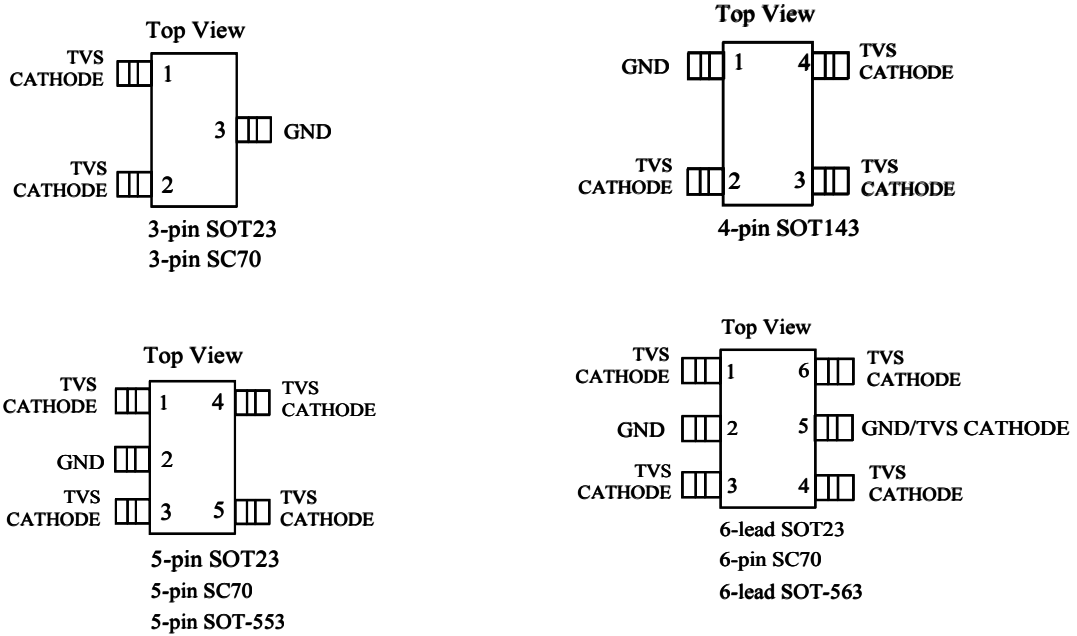 Top View
TVS
CATHODE
1
3
GND
TVS
CATHODE
2
3-pin SOT23
3-pin SC70
Top View
GND
1
4
TVS
CATHODE
TVS
CATHODE
2
3
TVS
CATHODE
4-pin SOT143
Top View
TVS
CATHODE
1
4
TVS
CATHODE
GND
2
TVS
CATHODE
3
5
TVS
CATHODE
5-pin SOT23
5-pin SC70
5-pin SOT-553
Top View
TVS
CATHODE
1
6
TVS
CATHODE
GND
2
5
GND/TVS CATHODE
TVS
CATHODE
3
4
TVS
CATHODE
6-lead SOT23
6-pin SC70
6-lead SOT-563